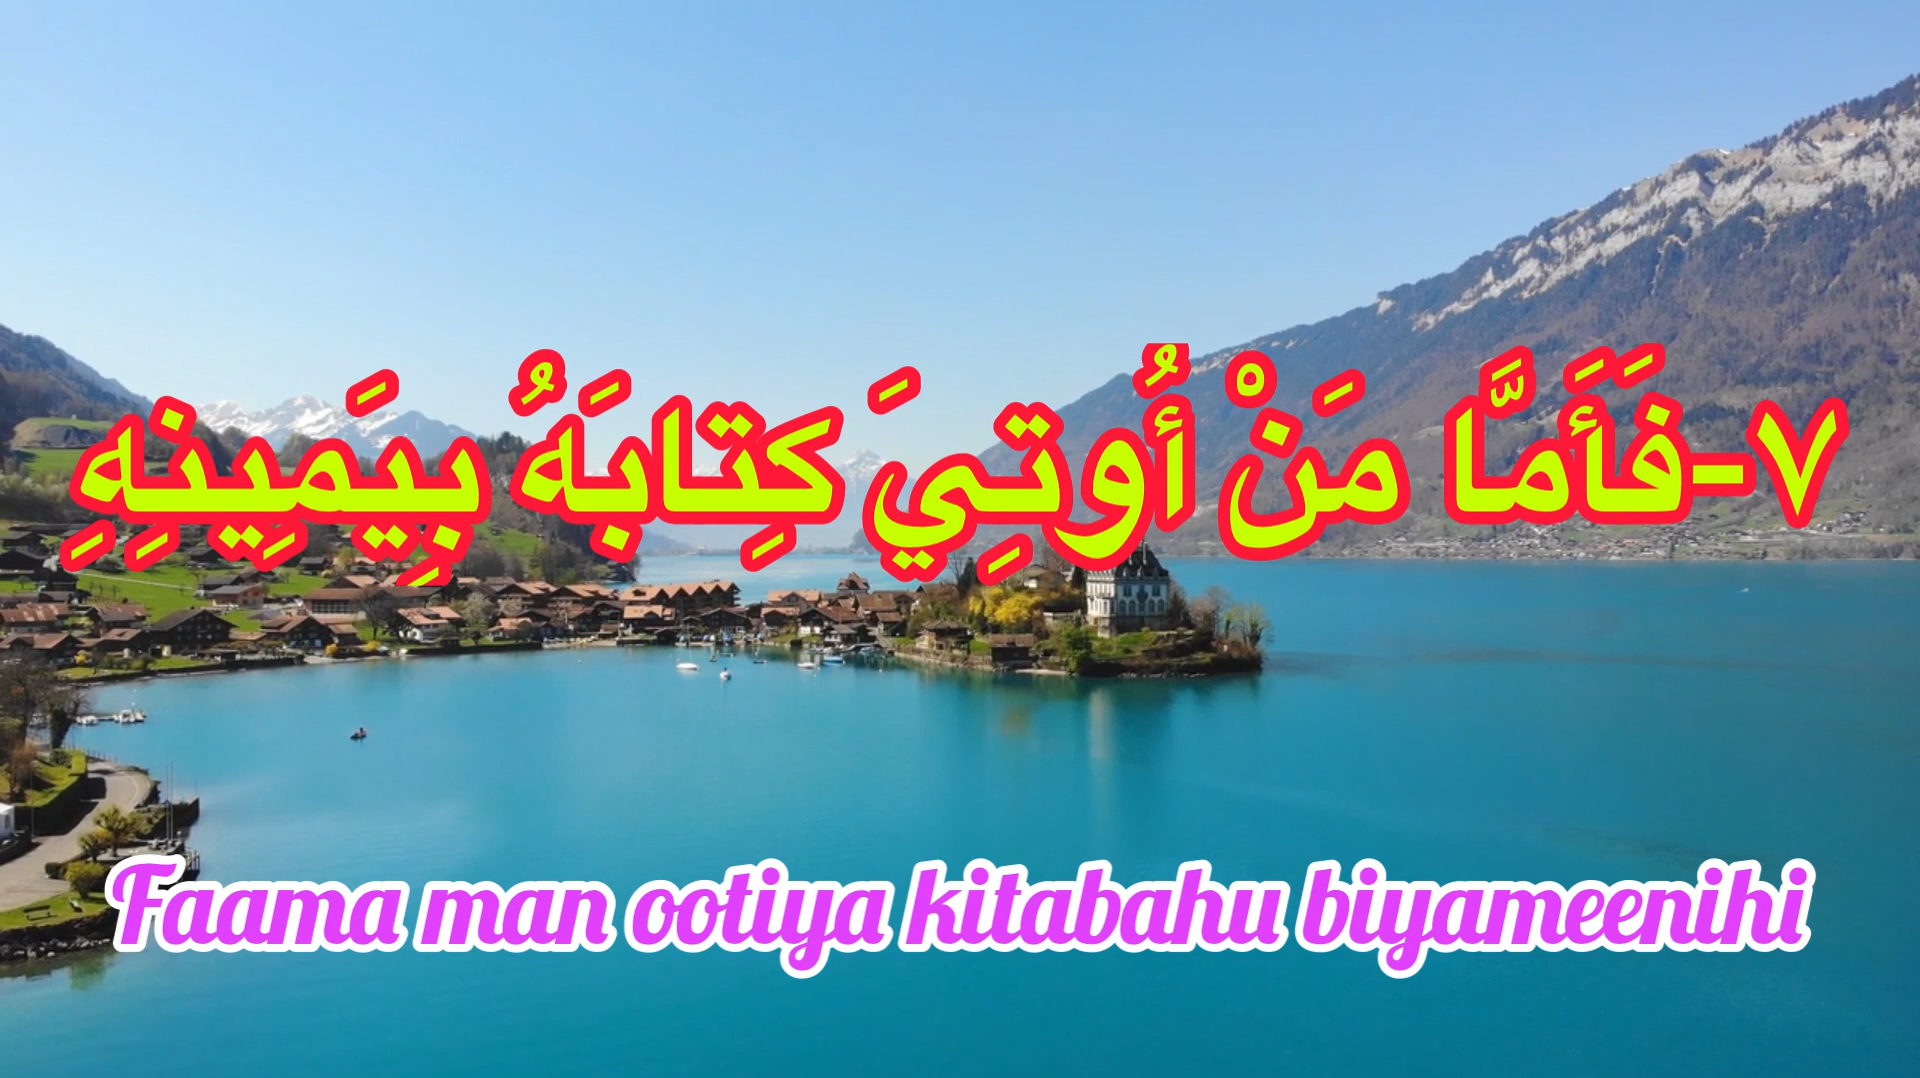 ٧-فَأَمَّا مَنْ أُوتِيَ كِتابَهُ بِيَمِينِهِ
Faama man ootiya kitabahu biyameenihi